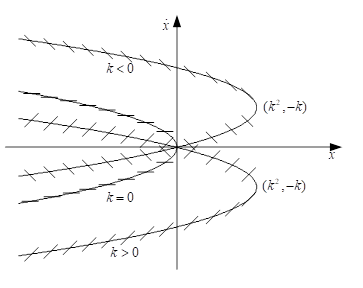 ẋ
k < 0
(k², −k)
x
(k², −k)
k = 0
k > 0